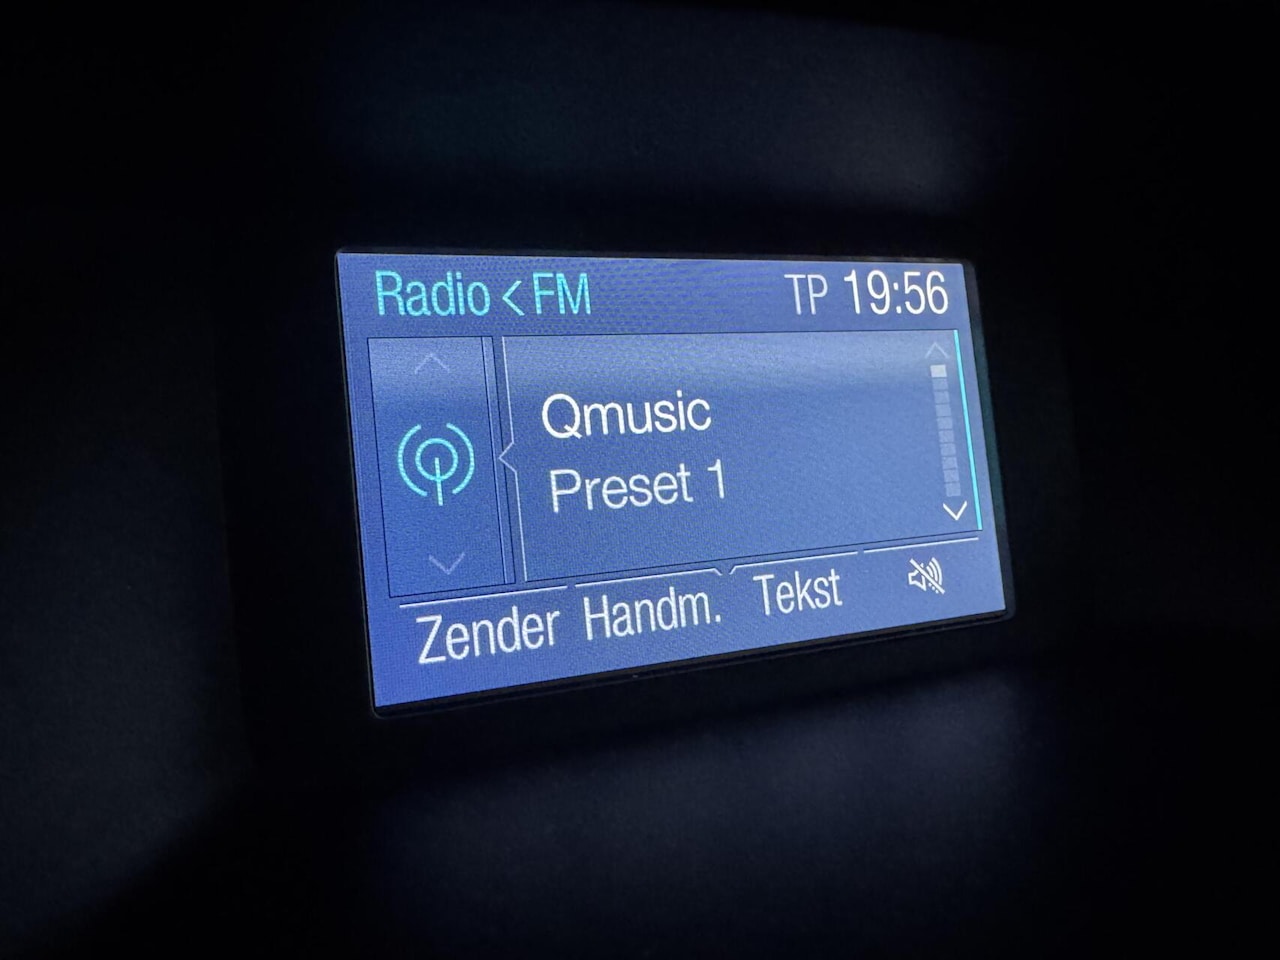 Radio < FM TP 19:56
Qmusic
Preset 1
Zender Handm. Tekst